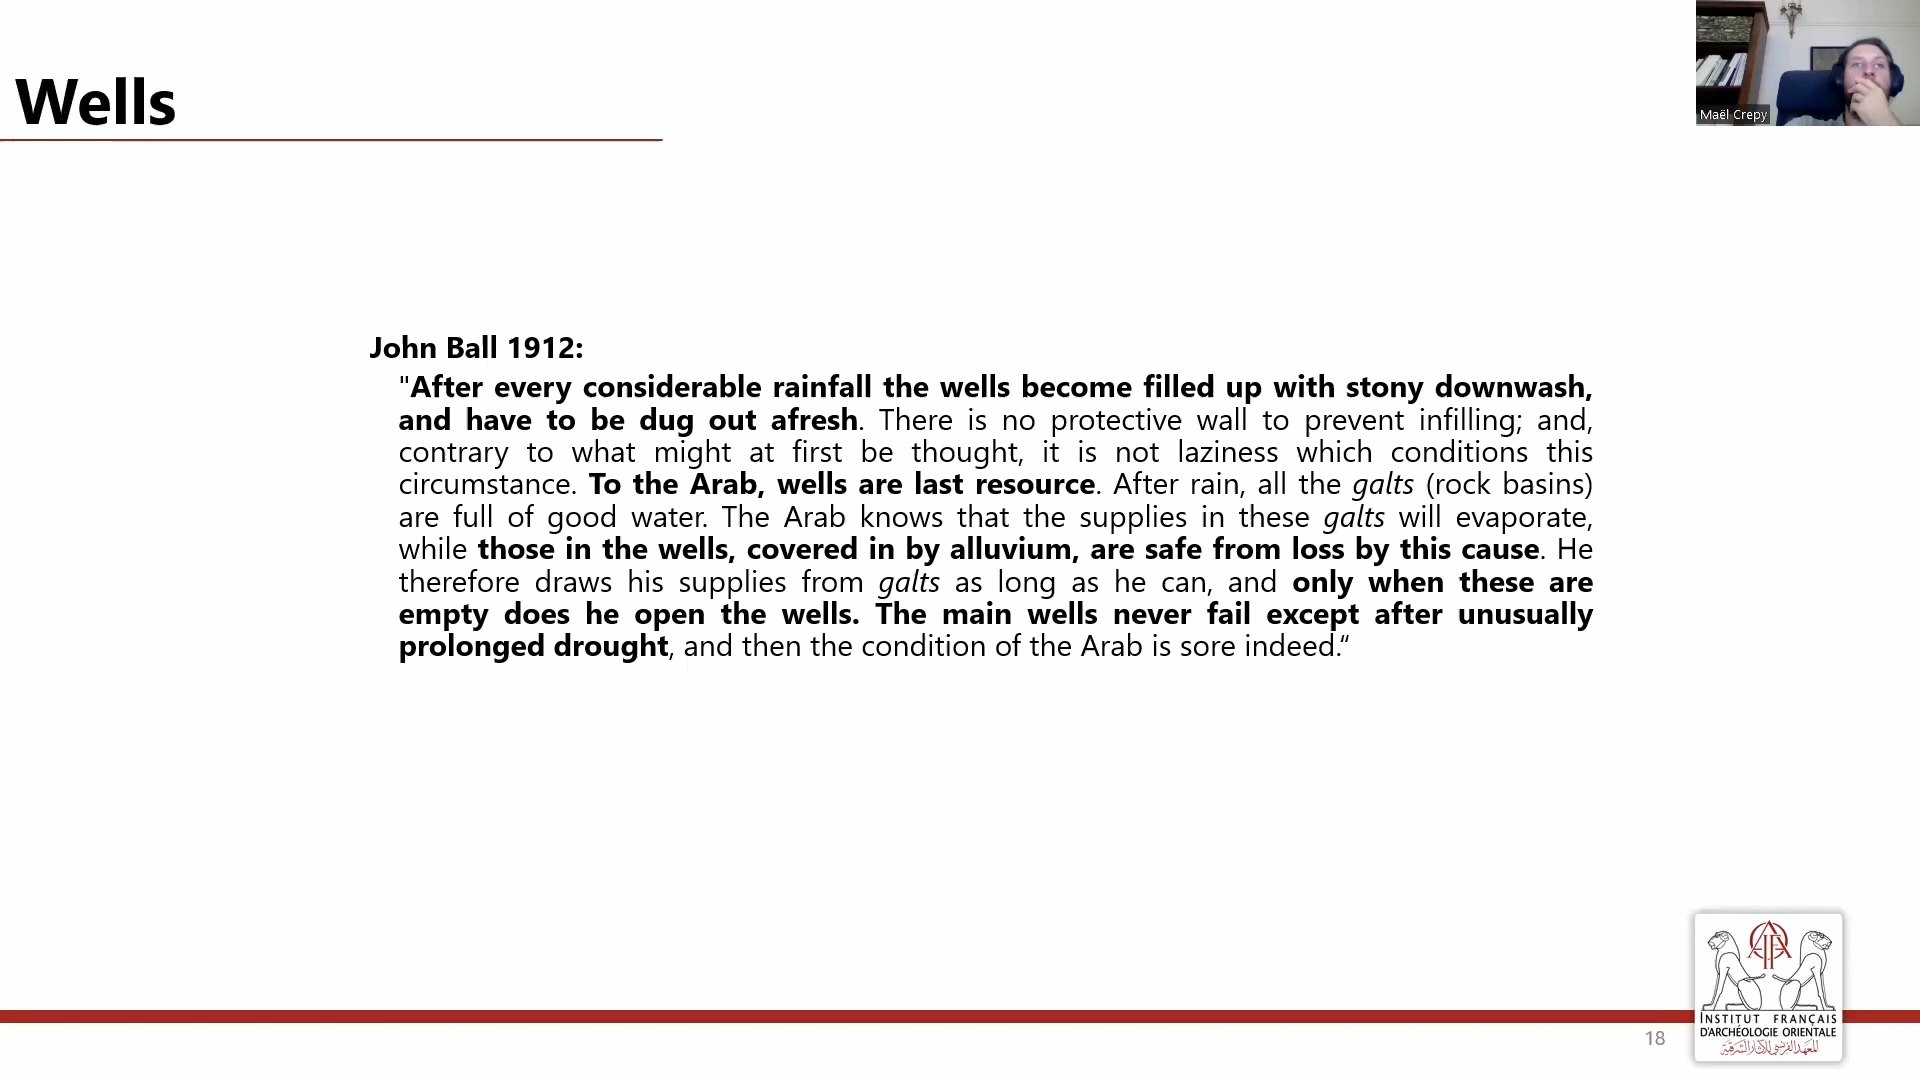 Wells
Maël Crepy
John Ball 1912:
"After every considerable rainfall the wells become filled up with stony downwash,
and have to be dug out afresh. There is no protective wall to prevent infilling; and,
contrary to what might at first be thought, it is not laziness which conditions this
circumstance. To the Arab, wells are last resource. After rain, all the galts (rock basins)
are full of good water. The Arab knows that the supplies in these galts will evaporate,
while those in the wells, covered in by alluvium, are safe from loss by this cause. He
therefore draws his supplies from galts as long as he can, and only when these are
empty does he open the wells. The main wells never fail except after unusually
prolonged drought, and then the condition of the Arab is sore indeed.“
18
INSTITUT FRANÇAIS
D'ARCHÉOLOGIE ORIENTALE
المعهد الفرنسي للآثار الشرقية